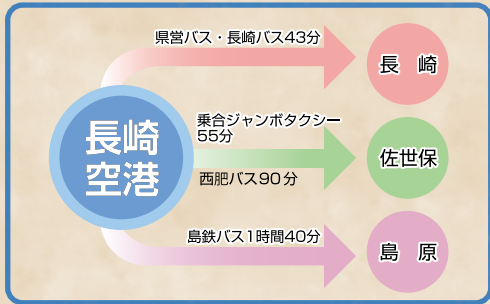 県営バス・長崎バス43分
長　崎
長崎
空港
乗合ジャンボタクシー
55分
佐世保
西肥バス90分
島鉄バス1時間40分
島　原